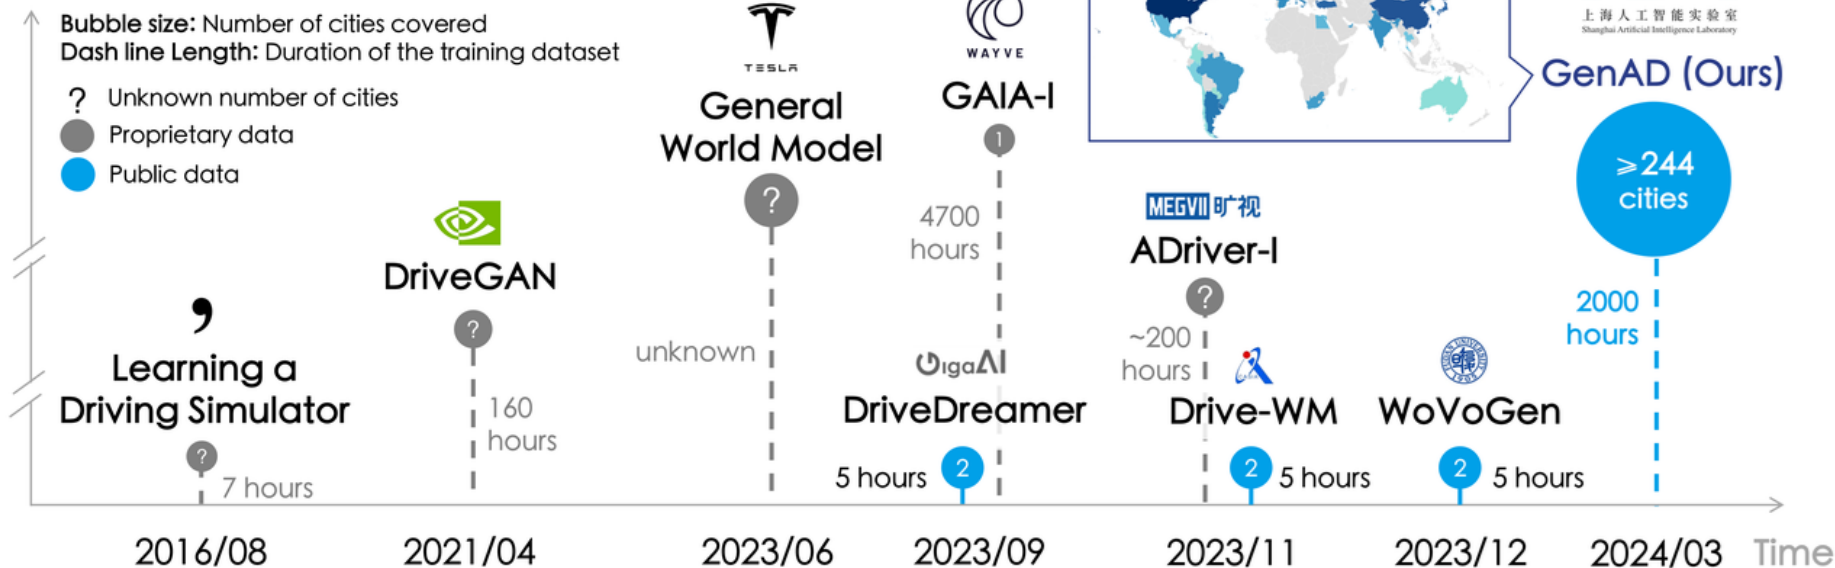 Bubble size: Number of cities covered
Dash line Length: Duration of the training dataset
? Unknown number of cities
Proprietary data
Public data
,
Learning a
Driving Simulator
?
7 hours
2016/08
DriveGAN
?
160
hours
2021/04
TESLA
General
World Model
?
unknown
2023/06
WAYVE
GAIA-I
1
4700
hours
GigaAI
DriveDreamer
5 hours
2
2023/09
MEGVII 旷视
ADriver-I
?
~200
hours
Drive-WM
2
5 hours
2023/11
WoVoGen
2
5 hours
2023/12
上海人工智能实验室
Shanghai Artificial Intelligence Laboratory
GenAD (Ours)
⩾244
cities
2000
hours
2024/03
Time